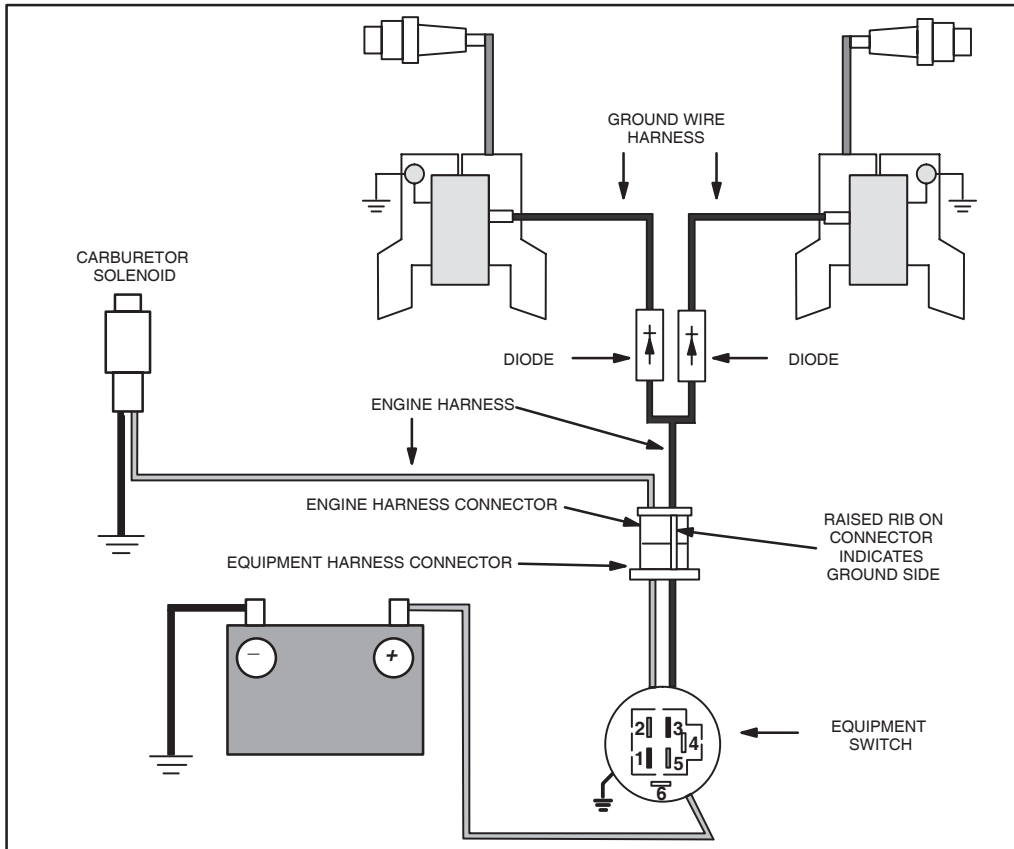 GROUND WIRE
HARNESS
CARBURETOR
SOLENOID
DIODE
DIODE
ENGINE HARNESS
ENGINE HARNESS CONNECTOR
RAISED RIB ON
CONNECTOR
INDICATES
GROUND SIDE
EQUIPMENT HARNESS CONNECTOR
− +
2 3
4
1 5
6
EQUIPMENT
SWITCH